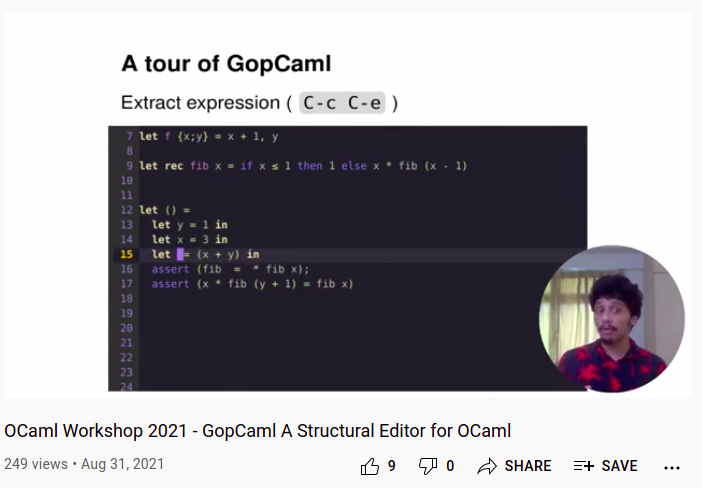 A tour of GopCaml
Extract expression ( C-c C-e )
7 let f {x;y} = x + 1, y
8
9 let rec fib x = if x ≤ 1 then 1 else x * fib (x - 1)
10
11
12 let () =
13 let y = 1 in
14 let x = 3 in
15 let = (x + y) in
16 assert (fib = * fib x);
17 assert (x * fib (y + 1) = fib x)
18
19
20
21
22
23
24
OCaml Workshop 2021 - GopCaml A Structural Editor for OCaml
249 views • Aug 31, 2021 9 0 SHARE SAVE ...